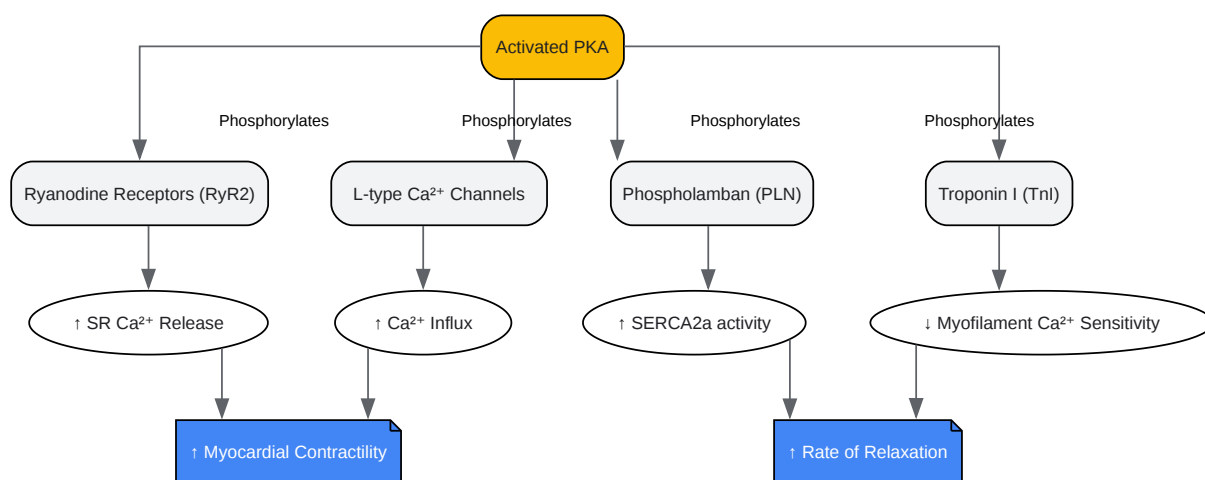 Activated PKA
Phosphorylates
Phosphorylates
Phosphorylates
Phosphorylates
Ryanodine Receptors (RyR2)
L-type Ca²⁺ Channels
Phospholamban (PLN)
Troponin I (TnI)
↑ SR Ca²⁺ Release
↑ Ca²⁺ Influx
↑ SERCA2a activity
↓ Myofilament Ca²⁺ Sensitivity
↑ Myocardial Contractility
↑ Rate of Relaxation